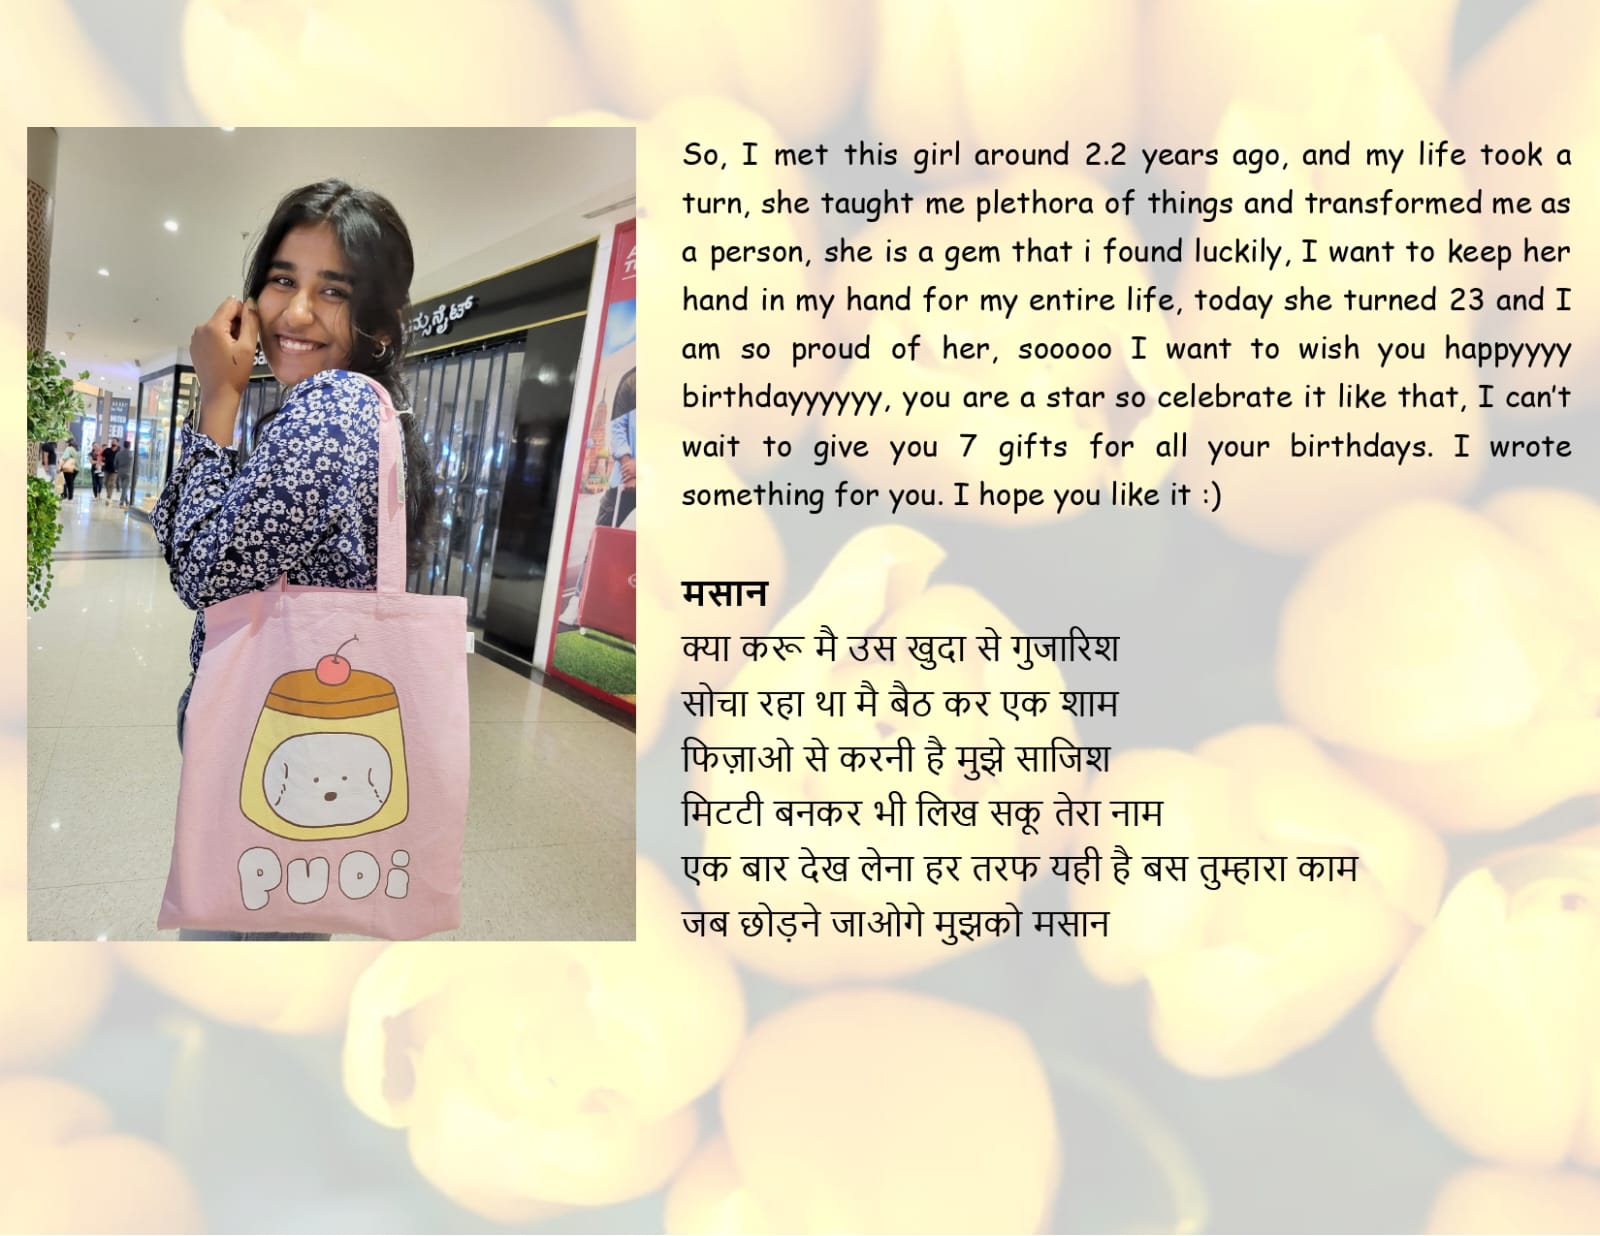 So, I met this girl around 2.2 years ago, and my life took a
turn, she taught me plethora of things and transformed me as
a person, she is a gem that i found luckily, I want to keep her
hand in my hand for my entire life, today she turned 23 and I
am so proud of her, sooooo I want to wish you happyyyy
birthdayyyyyy, you are a star so celebrate it like that, I can't
wait to give you 7 gifts for all your birthdays. I wrote
something for you. I hope you like it :)
मसान
क्या करू मै उस खुदा से गुजारिश
सोचा रहा था मै बैठ कर एक शाम
फिज़ाओ से करनी है मुझे साजिश
मिटटी बनकर भी लिख सकू तेरा नाम
एक बार देख लेना हर तरफ यही है बस तुम्हारा काम
जब छोड़ने जाओगे मुझको मसान
PUDi